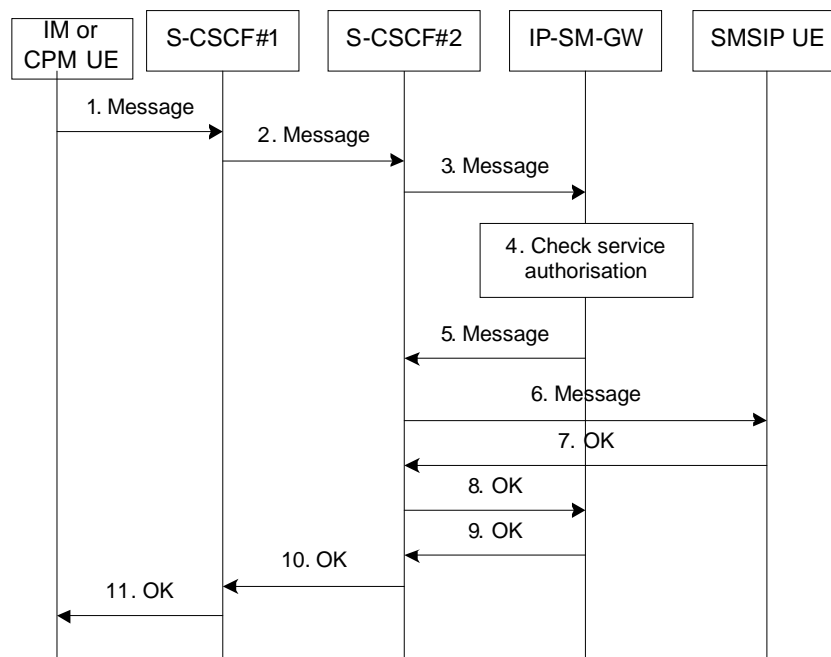 IM or
CPM UE
S-CSCF#1
S-CSCF#2
IP-SM-GW
SMSIP UE
1. Message
2. Message
3. Message
4. Check service
authorisation
5. Message
6. Message
7. OK
8. OK
9. OK
10. OK
11. OK